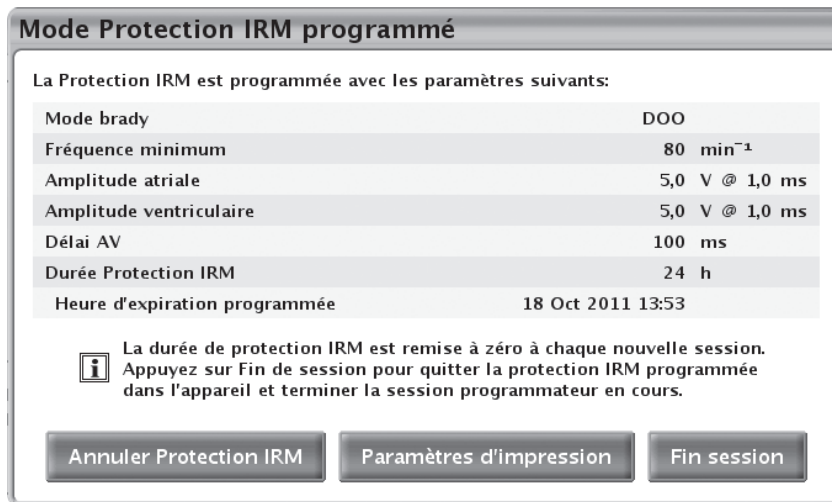 Mode Protection IRM programmé
La Protection IRM est programmée avec les paramètres suivants:
Mode brady DOO
Fréquence minimum 80 min⁻¹
Amplitude atriale 5,0 V @ 1,0 ms
Amplitude ventriculaire 5,0 V @ 1,0 ms
Délai AV 100 ms
Durée Protection IRM 24 h
Heure d'expiration programmée 18 Oct 2011 13:53
La durée de protection IRM est remise à zéro à chaque nouvelle session.
Appuyez sur Fin de session pour quitter la protection IRM programmée
dans l'appareil et terminer la session programmateur en cours.
Annuler Protection IRM Paramètres d'impression Fin session